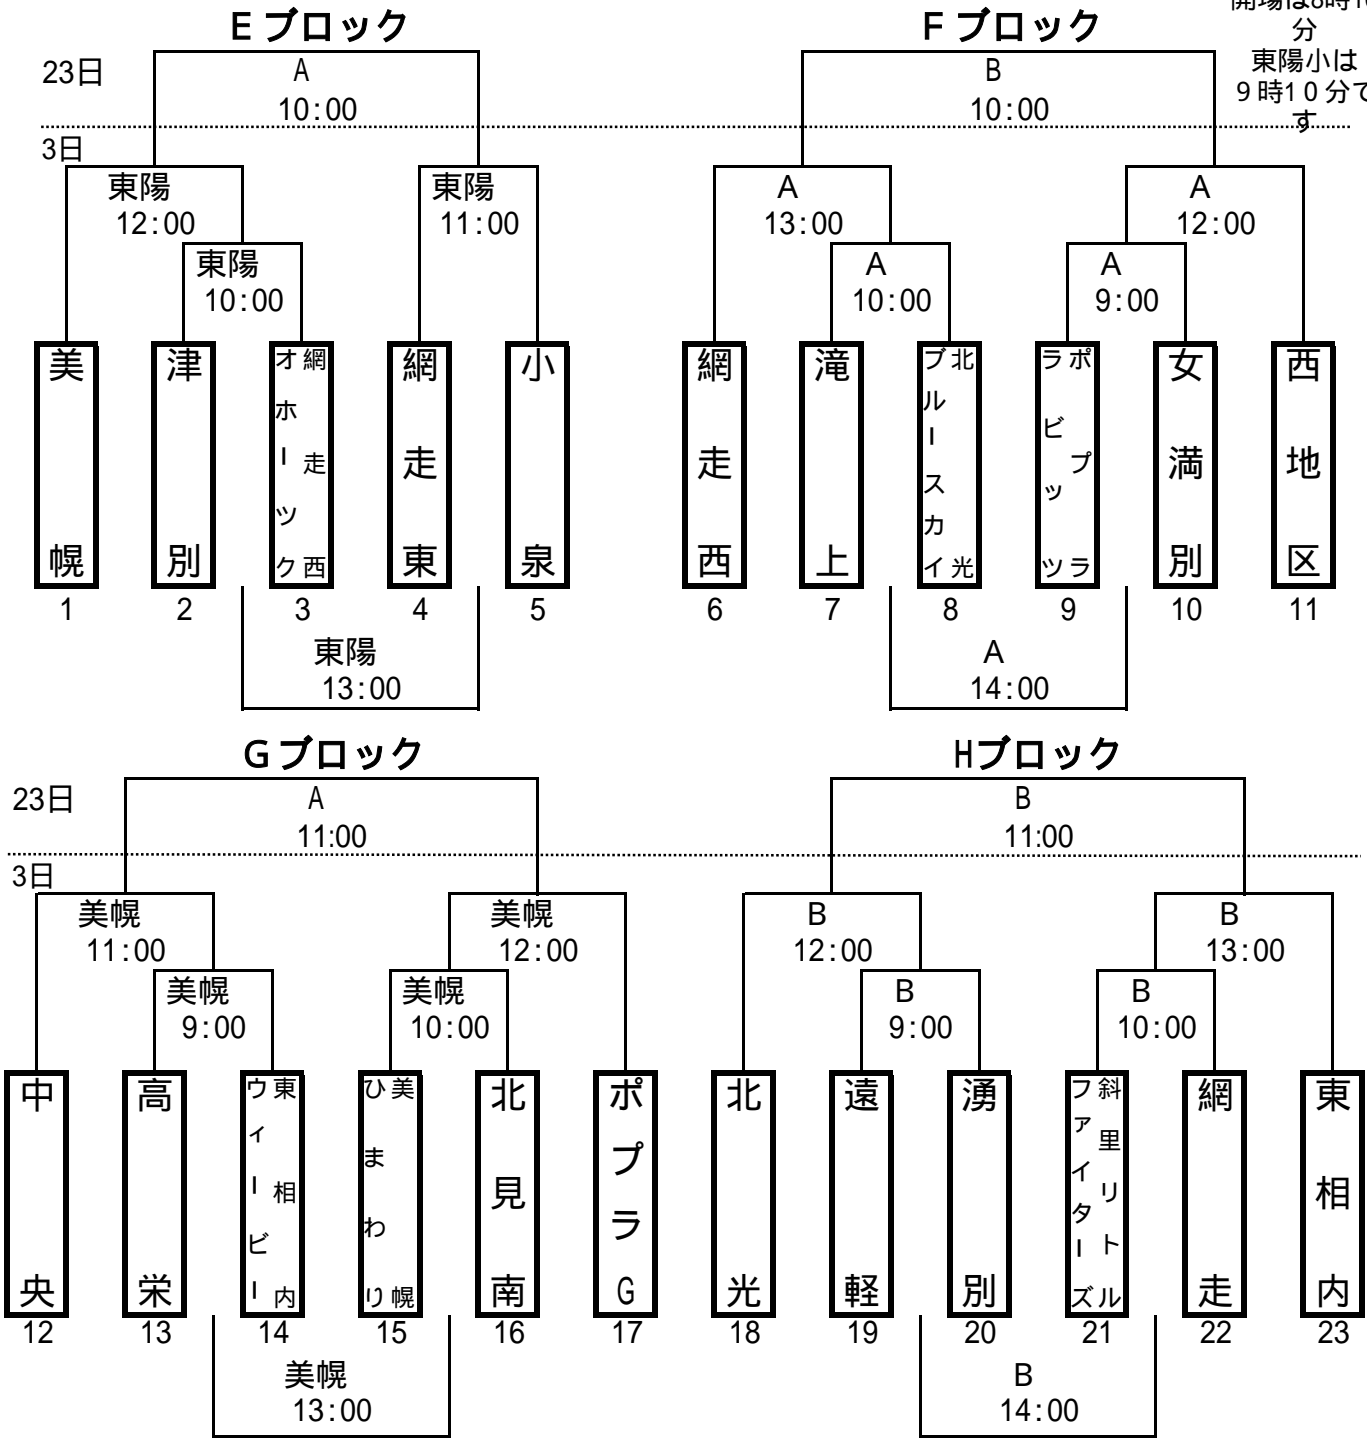 Eブロック
Fブロック
分
東陽小は
9時10分で
す
23日
A
10:00
B
10:00
3日
東陽
12:00
東陽
11:00
A
13:00
A
12:00
東陽
10:00
A
10:00
A
9:00
美幌
津別
網走西
オホーツク
網走東
小泉
網走西
滝上
北光
ブルースカイ
ポプラ
ラビッツ
女満別
西地区
1
2
3
4
5
6
7
8
9
10
11
東陽
13:00
A
14:00
Gブロック
Hブロック
23日
A
11:00
B
11:00
3日
美幌
11:00
美幌
12:00
B
12:00
B
13:00
美幌
9:00
美幌
10:00
B
9:00
B
10:00
中央
高栄
東相内
ウィービー
美幌
ひまわり
北見南
ポプラG
北光
遠軽
湧別
斜里リトル
ファイターズ
網走
東相内
12
13
14
15
16
17
18
19
20
21
22
23
美幌
13:00
B
14:00